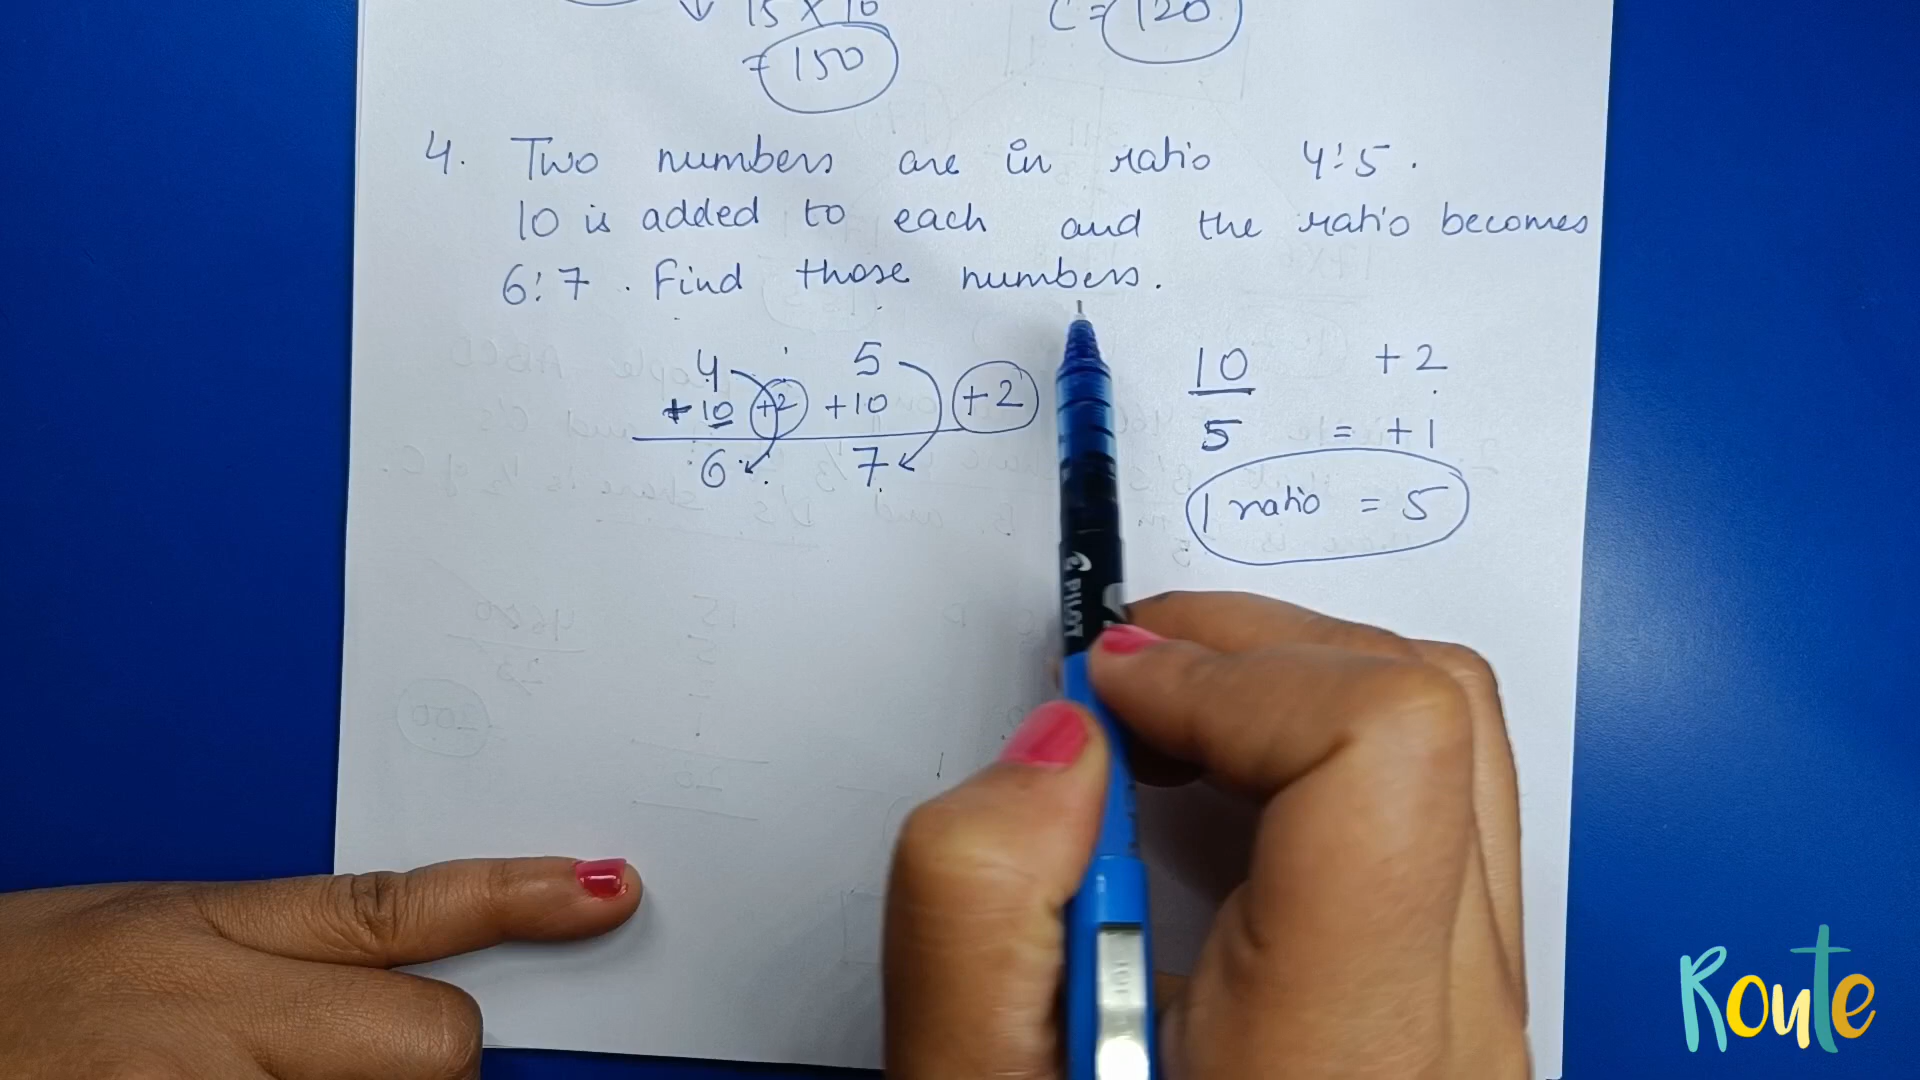 ↓ 15 x 10
C = 120
= 150
4. Two numbers are in ratio 4:5.
10 is added to each and the ratio becomes
6:7. Find those numbers.
4 : 5
+10 +2 +10 +2
6 : 7
10 +2
5 = +1
1 ratio = 5
PILOT
Route